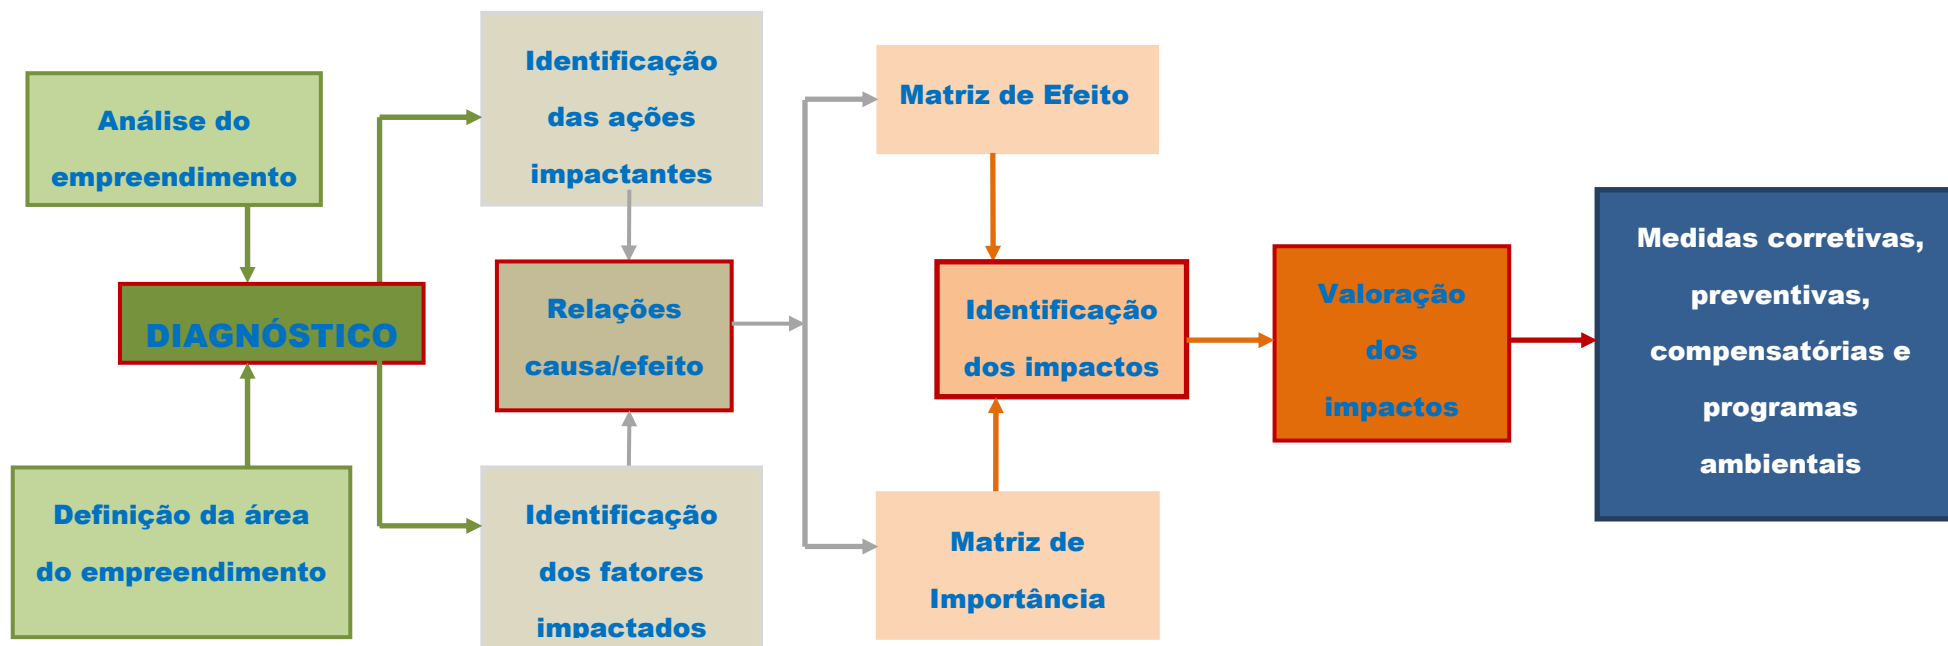 Análise do
empreendimento
DIAGNÓSTICO
Definição da área
do empreendimento
Identificação
das ações
impactantes
Relações
causa/efeito
Identificação
dos fatores
impactados
Matriz de Efeito
Identificação
dos impactos
Matriz de
Importância
Valoração
dos
impactos
Medidas corretivas,
preventivas,
compensatórias e
programas
ambientais